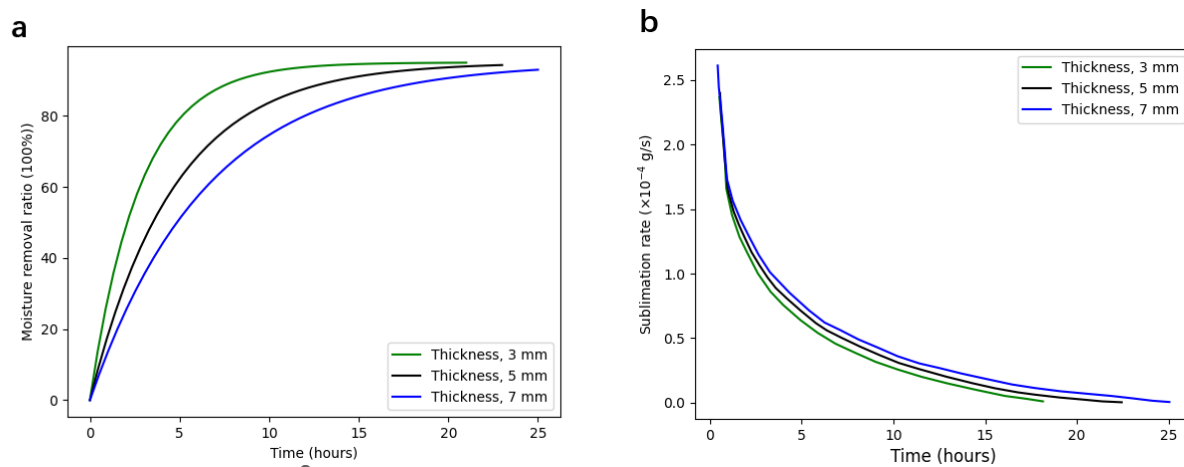 a
Moisture removal ratio (100%))
80
60
40
20
0
Thickness, 3 mm
Thickness, 5 mm
Thickness, 7 mm
0 5 10 15 20 25
Time (hours)
b
Sublimation rate (×10⁻⁴ g/s)
2.5
2.0
1.5
1.0
0.5
0.0
Thickness, 3 mm
Thickness, 5 mm
Thickness, 7 mm
0 5 10 15 20 25
Time (hours)